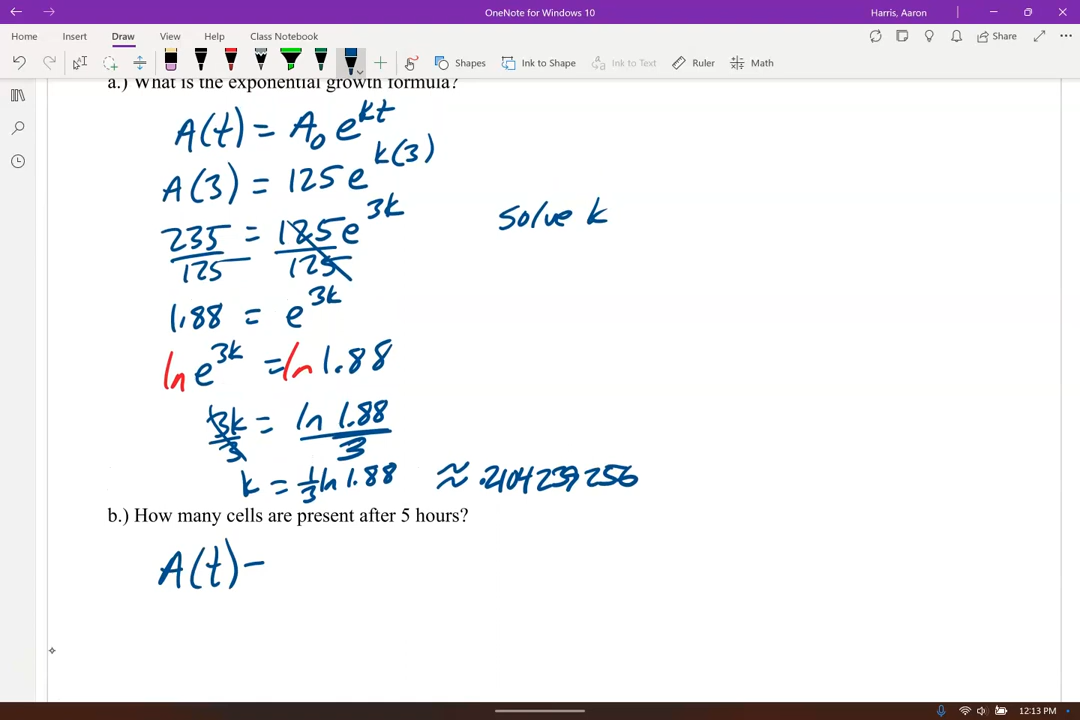 OneNote for Windows 10
Harris, Aaron
Home Insert Draw View Help Class Notebook
Share
Shapes Ink to Shape Ink to Text Ruler Math
a.) What is the exponential growth formula?
A(t) = A₀ e^{kt}
A(3) = 125 e^{k(3)}
235/125 = 125e^{3k}/125
solve k
1.88 = e^{3k}
ln e^{3k} = ln 1.88
3k/3 = ln 1.88/3
k = 1/3 ln 1.88 ≈ .2104239256
b.) How many cells are present after 5 hours?
A(t) -
12:13 PM